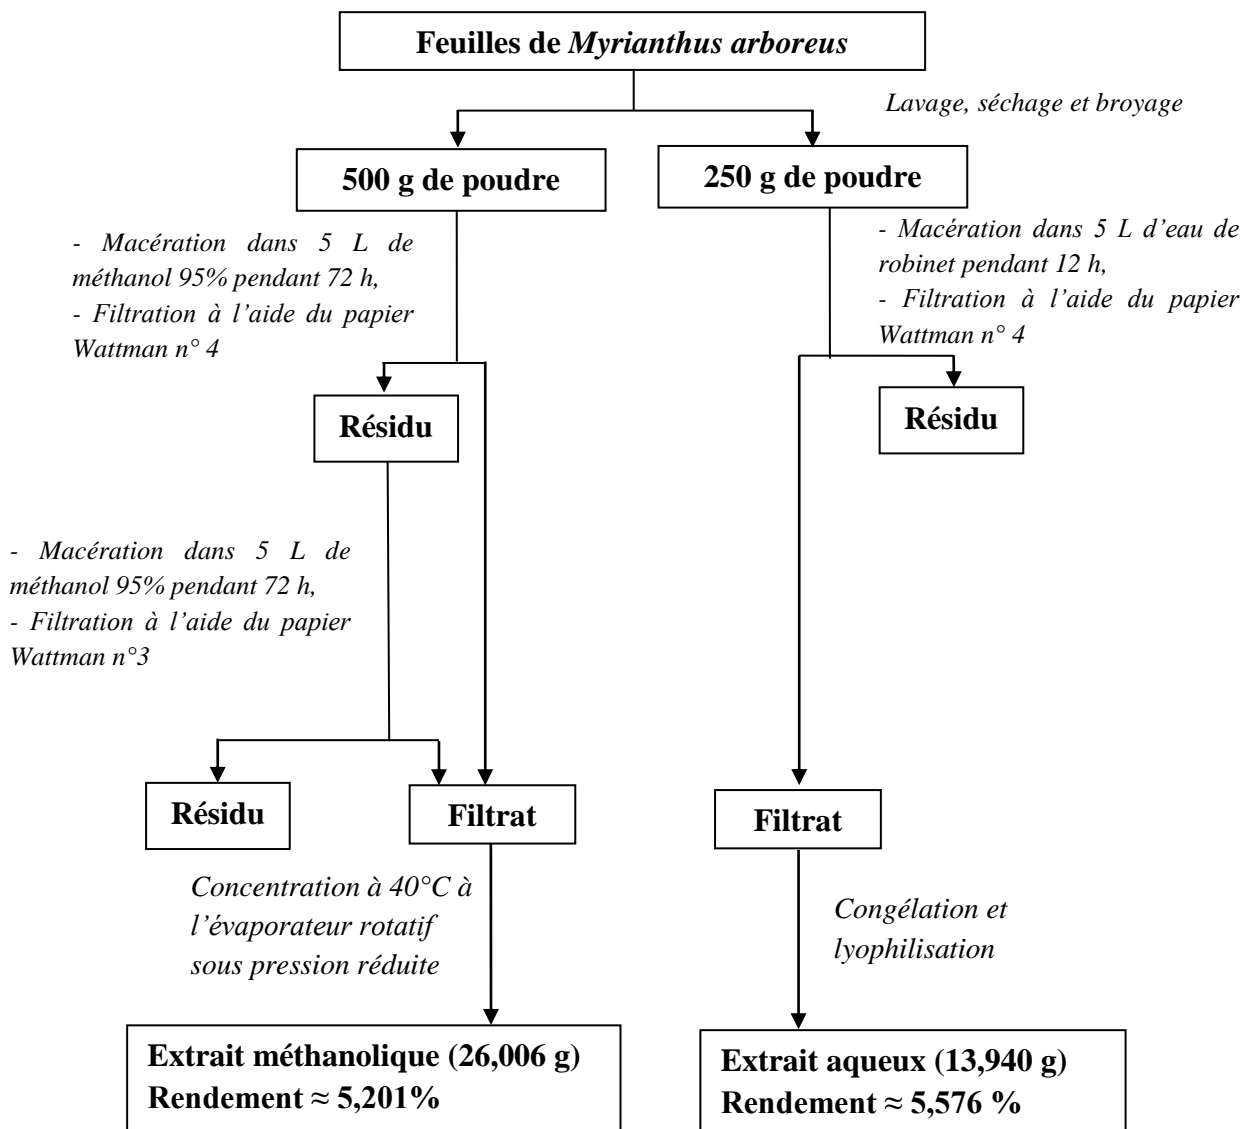 Feuilles de Myrianthus arboreus
Lavage, séchage et broyage
500 g de poudre
250 g de poudre
- Macération dans 5 L de
méthanol 95% pendant 72 h,
- Filtration à l’aide du papier
Wattman n° 4
- Macération dans 5 L d’eau de
robinet pendant 12 h,
- Filtration à l’aide du papier
Wattman n° 4
Résidu
Résidu
- Macération dans 5 L de
méthanol 95% pendant 72 h,
- Filtration à l’aide du papier
Wattman n°3
Résidu
Filtrat
Filtrat
Concentration à 40°C à
l’évaporateur rotatif
sous pression réduite
Congélation et
lyophilisation
Extrait méthanolique (26,006 g)
Rendement ≈ 5,201%
Extrait aqueux (13,940 g)
Rendement ≈ 5,576 %